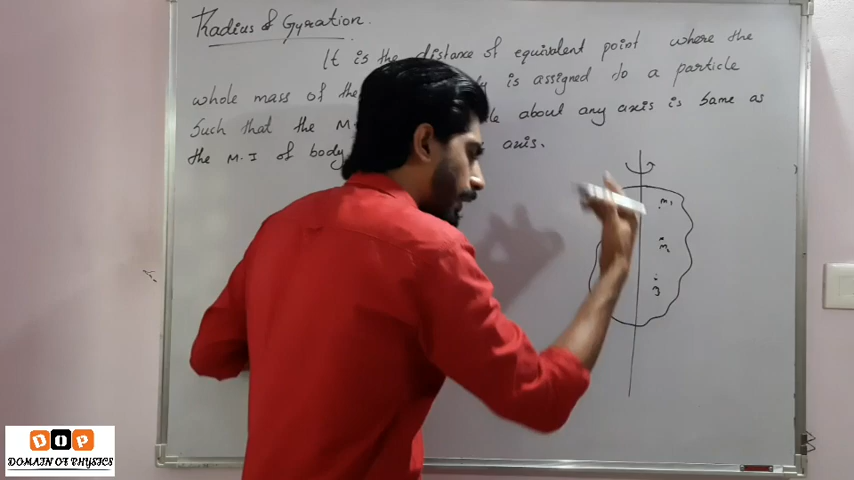 Radius of Gyration.
It is the distance of equivalent point where the
whole mass of the is assigned to a particle
Such that the M about any axis is same as
the M.I of body axis.
m1
m2
m3
DOP
DOMAIN OF PHYSICS